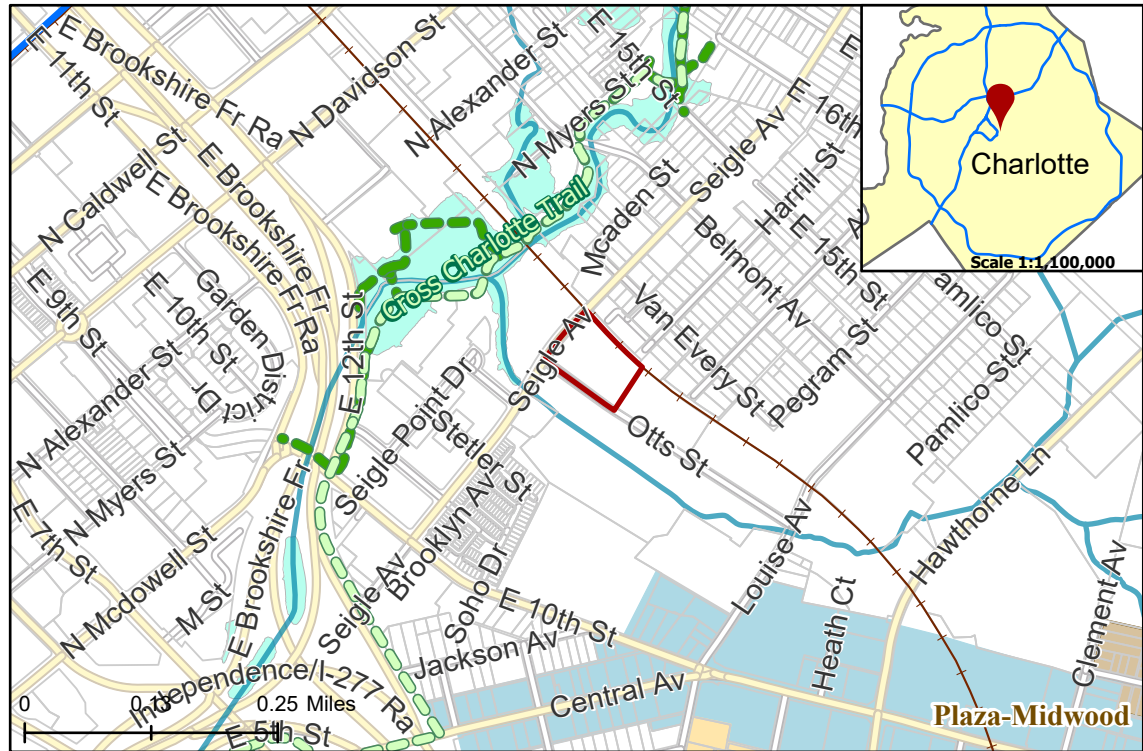 E 11th St
E Brookshire Fr Ra
N Davidson St
N Alexander St
E 15th St
N Myers St
Seigle Av
E 16th
E
N Caldwell St
E Brookshire Fr Ra
E Brookshire Fr
Mcaden St
Harrill St
Belmont Av
E 15th St
A
Charlotte
Scale 1:1,100,000
amlico St
Cross Charlotte Trail
E 9th St
E 10th St
Garden District
Dr
E 12th St
Seigle Av
Van Every St
Pegram St
Pamlico St
N Alexander St
Seigle Point Dr
Stetler St
Otts St
Hawthorne Ln
N Myers St
E 7th St
Brooklyn Av
E Brookshire Fr
N Mcdowell St
M St
Seigle Av
Soho Dr
E 10th St
Louise Av
Heath Ct
Clement Av
Jackson Av
Independence/I-277 Ra
Central Av
E 5th St
0 0.13 0.25 Miles
Plaza-Midwood